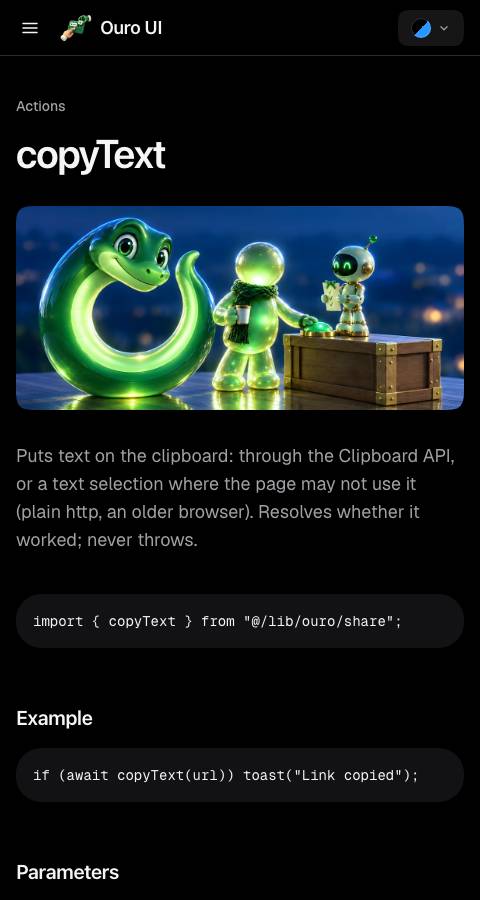 Ouro UI
Actions
copyText
Puts text on the clipboard: through the Clipboard API,
or a text selection where the page may not use it
(plain http, an older browser). Resolves whether it
worked; never throws.
import { copyText } from "@/lib/ouro/share";
Example
if (await copyText(url)) toast("Link copied");
Parameters